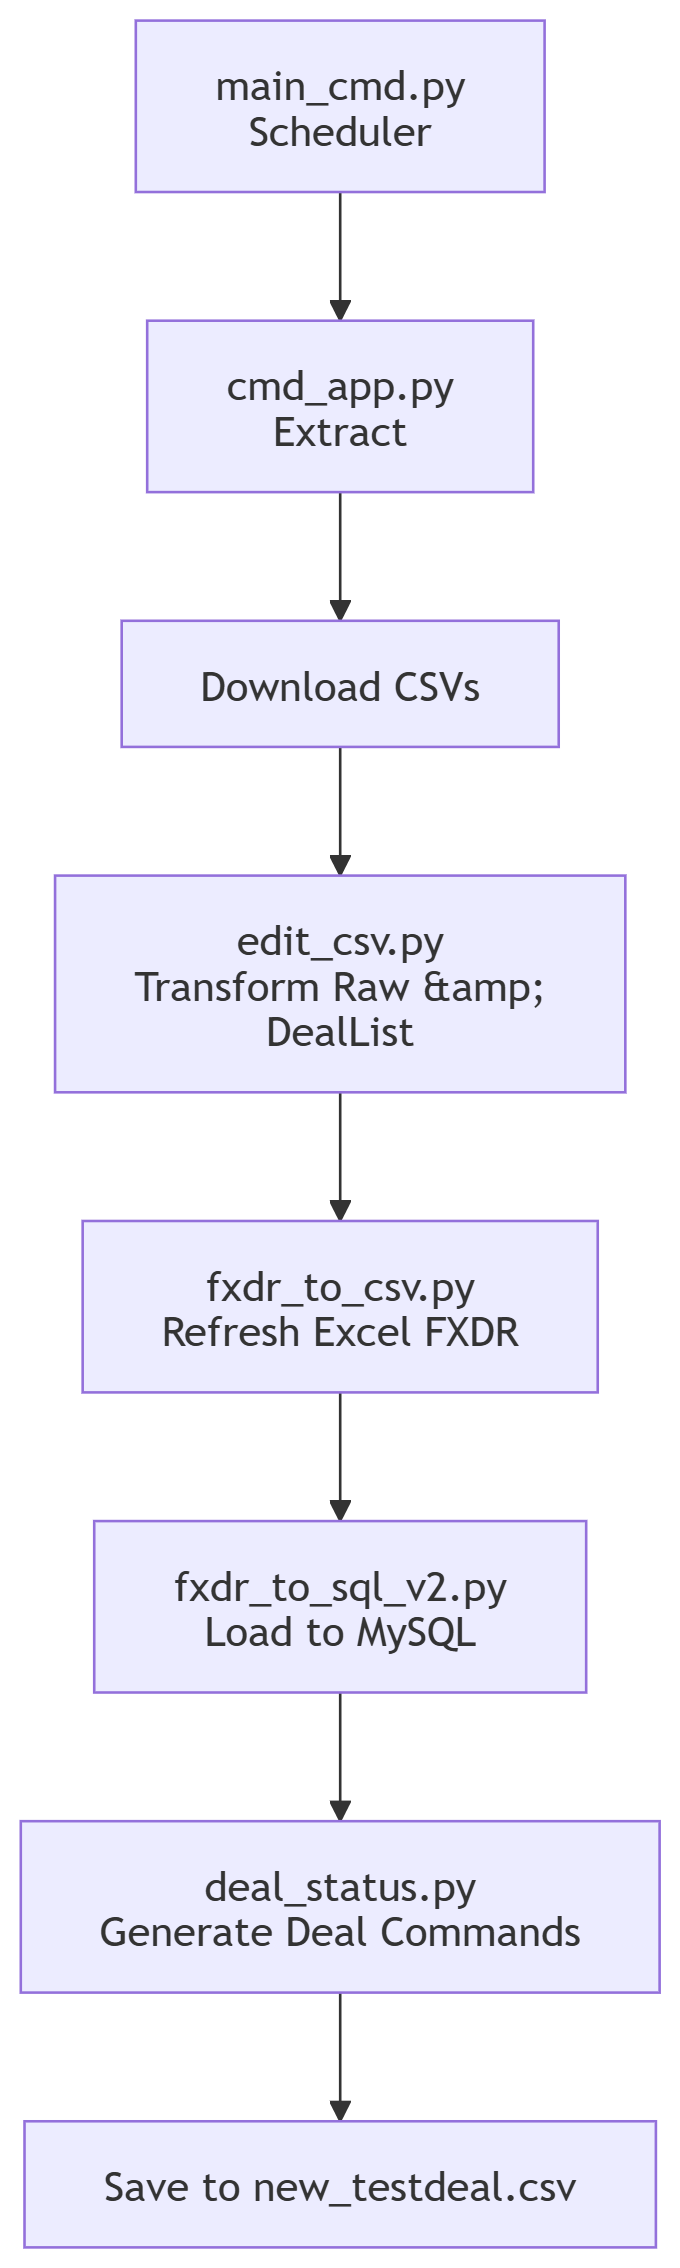 main_cmd.py
Scheduler
cmd_app.py
Extract
Download CSVs
edit_csv.py
Transform Raw &amp;
DealList
fxdr_to_csv.py
Refresh Excel FXDR
fxdr_to_sql_v2.py
Load to MySQL
deal_status.py
Generate Deal Commands
Save to new_testdeal.csv